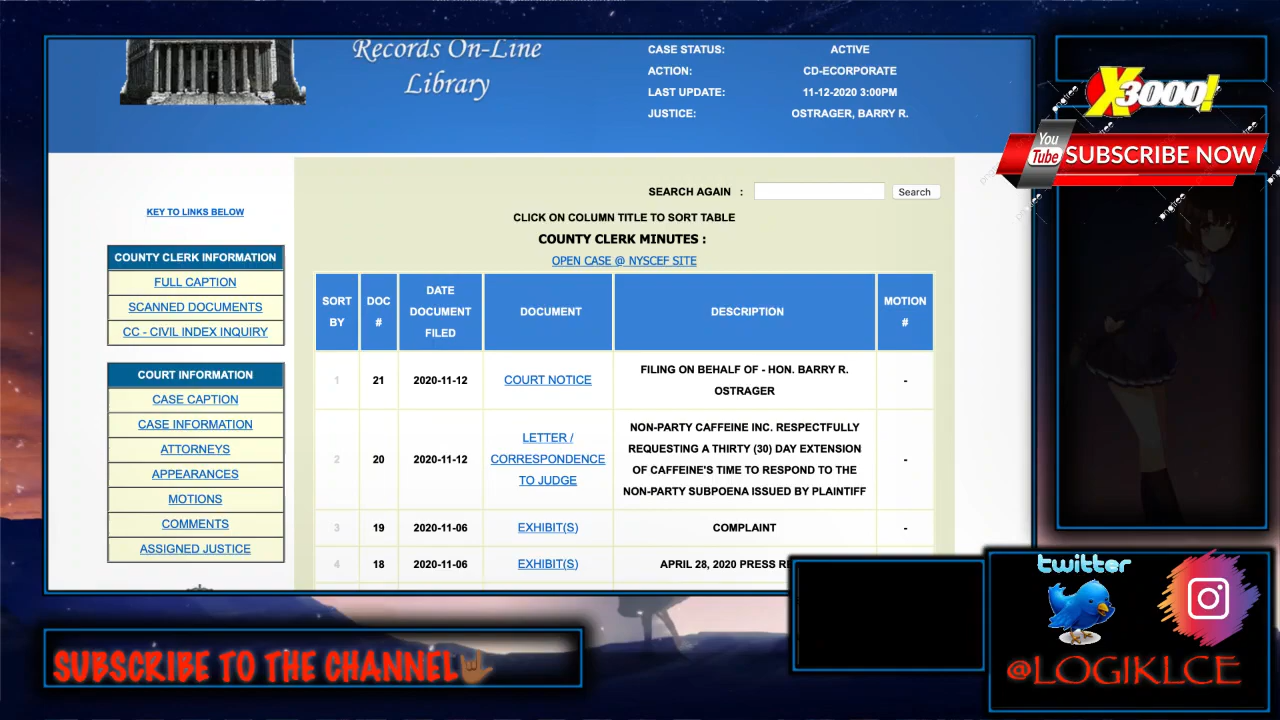 Records On-Line
Library
CASE STATUS: ACTIVE
ACTION: CD-ECORPORATE
LAST UPDATE: 11-12-2020 3:00PM
JUSTICE: OSTRAGER, BARRY R.
X3000!
You
Tube SUBSCRIBE NOW
pngtree
pngtree
SEARCH AGAIN : Search
CLICK ON COLUMN TITLE TO SORT TABLE
COUNTY CLERK MINUTES :
OPEN CASE @ NYSCEF SITE
KEY TO LINKS BELOW
COUNTY CLERK INFORMATION
FULL CAPTION
SCANNED DOCUMENTS
CC - CIVIL INDEX INQUIRY
COURT INFORMATION
CASE CAPTION
CASE INFORMATION
ATTORNEYS
APPEARANCES
MOTIONS
COMMENTS
ASSIGNED JUSTICE
SORT
BY
DOC
#
DATE
DOCUMENT
FILED
DOCUMENT
DESCRIPTION
MOTION
#
1 21 2020-11-12 COURT NOTICE
FILING ON BEHALF OF - HON. BARRY R.
OSTRAGER
-
2 20 2020-11-12
LETTER /
CORRESPONDENCE
TO JUDGE
NON-PARTY CAFFEINE INC. RESPECTFULLY
REQUESTING A THIRTY (30) DAY EXTENSION
OF CAFFEINE'S TIME TO RESPOND TO THE
NON-PARTY SUBPOENA ISSUED BY PLAINTIFF
-
3 19 2020-11-06 EXHIBIT(S) COMPLAINT -
4 18 2020-11-06 EXHIBIT(S) APRIL 28, 2020 PRESS
SUBSCRIBE TO THE CHANNEL
twitter
@LOGIKLCE